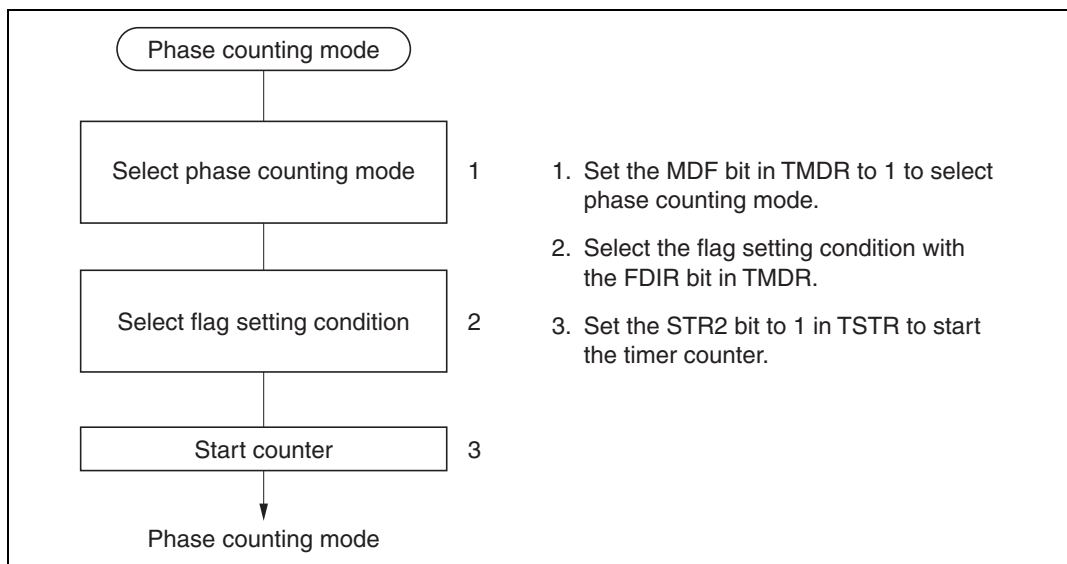 Phase counting mode
Select phase counting mode 1
Select flag setting condition 2
Start counter 3
Phase counting mode
1. Set the MDF bit in TMDR to 1 to select
phase counting mode.
2. Select the flag setting condition with
the FDIR bit in TMDR.
3. Set the STR2 bit to 1 in TSTR to start
the timer counter.